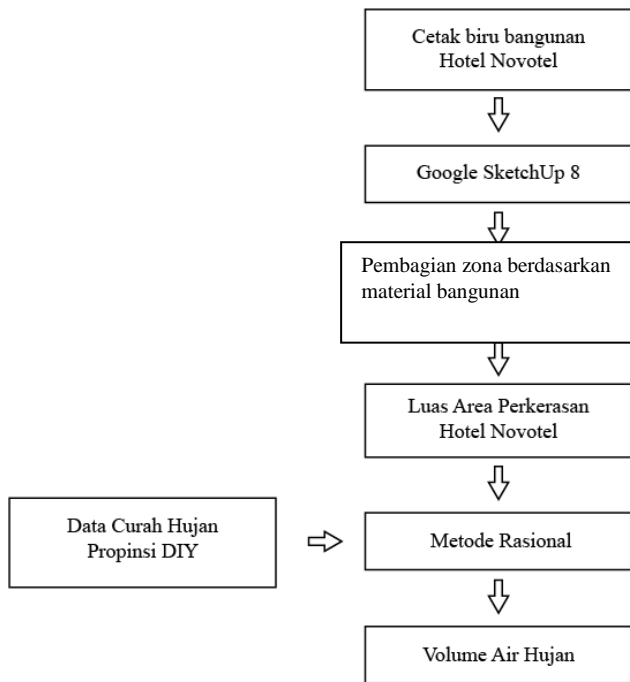 Cetak biru bangunan
Hotel Novotel
Google SketchUp 8
Pembagian zona berdasarkan
material bangunan
Luas Area Perkerasan
Hotel Novotel
Data Curah Hujan
Propinsi DIY
Metode Rasional
Volume Air Hujan